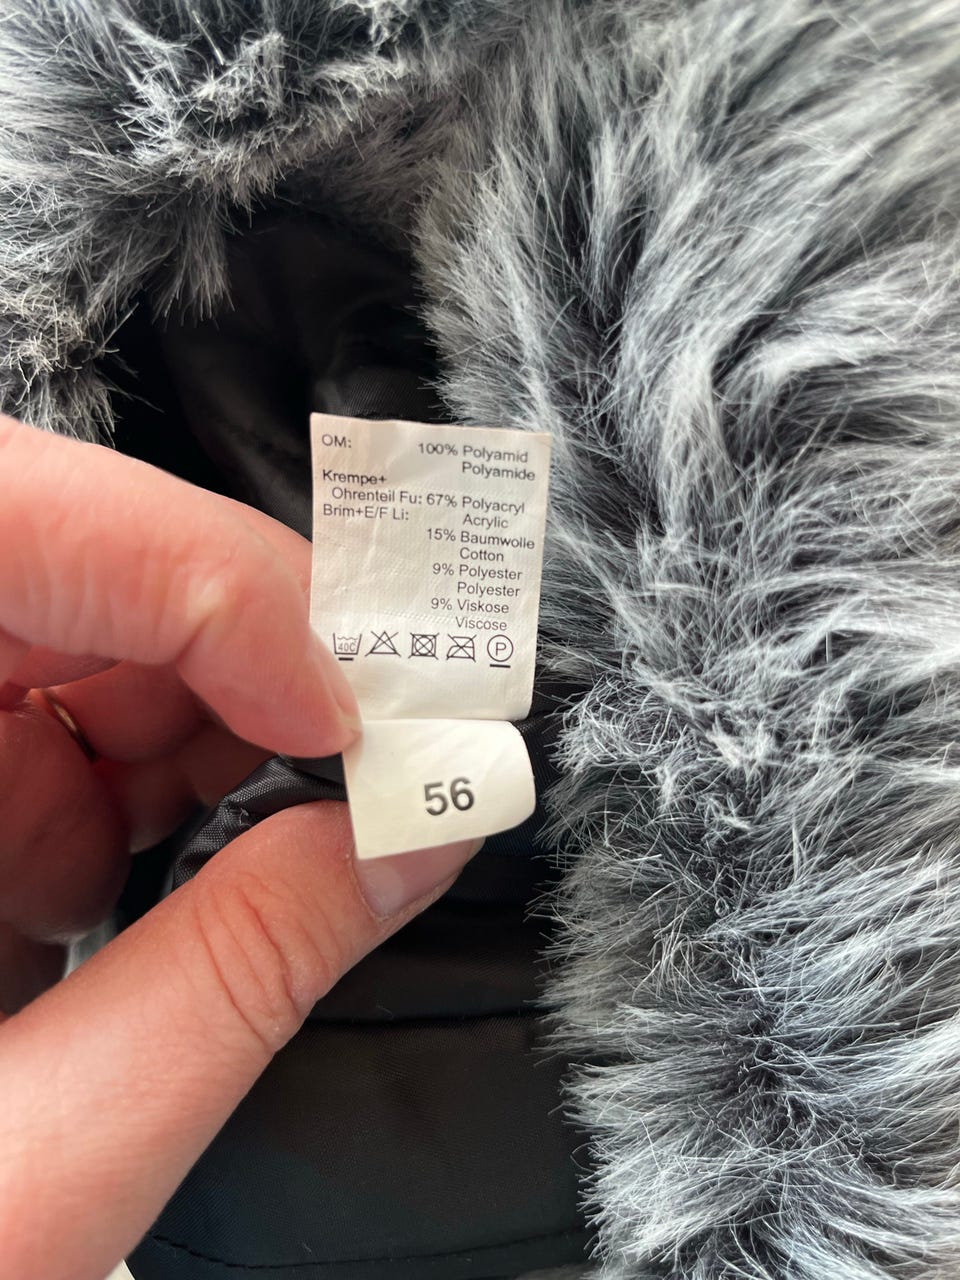 OM: 100% Polyamid
Polyamide
Krempe+
Ohrenteil Fu: 67% Polyacryl
Brim+E/F Li: Acrylic
15% Baumwolle
Cotton
9% Polyester
Polyester
9% Viskose
Viscose
40C P
56